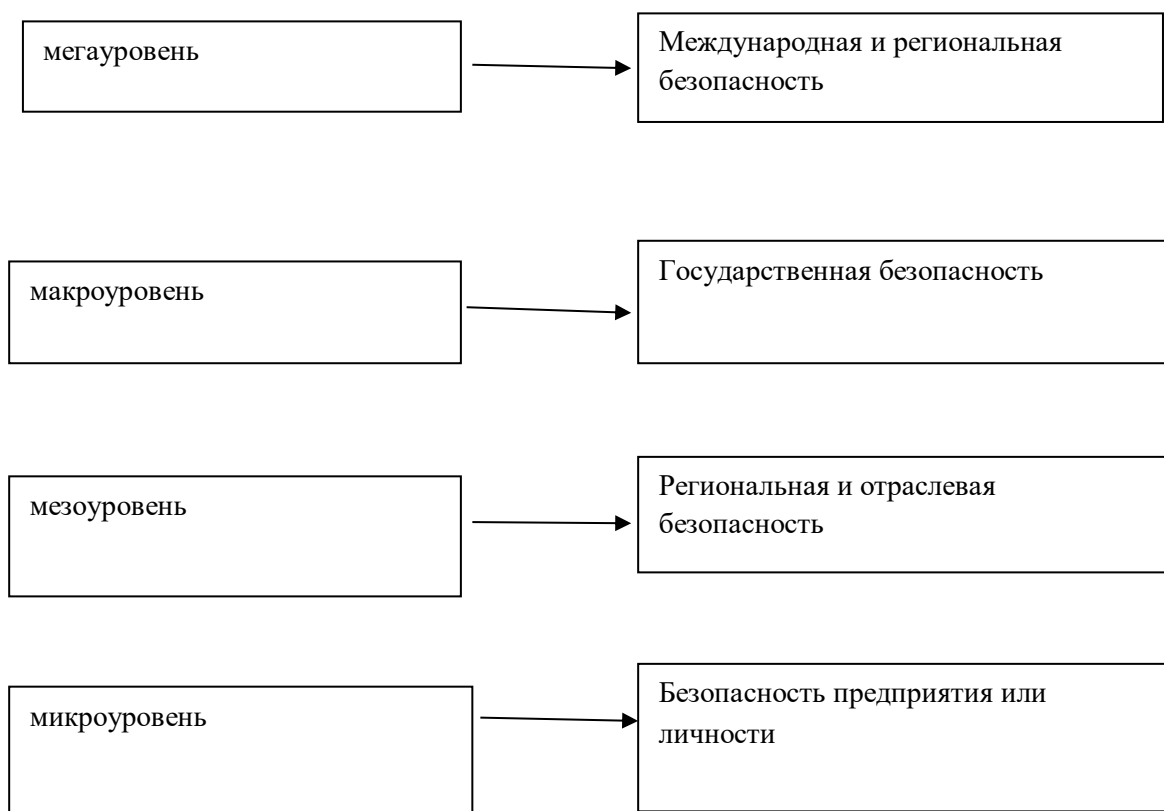 мегауровень
Международная и региональная
безопасность
макроуровень
Государственная безопасность
мезоуровень
Региональная и отраслевая
безопасность
микроуровень
Безопасность предприятия или
личности